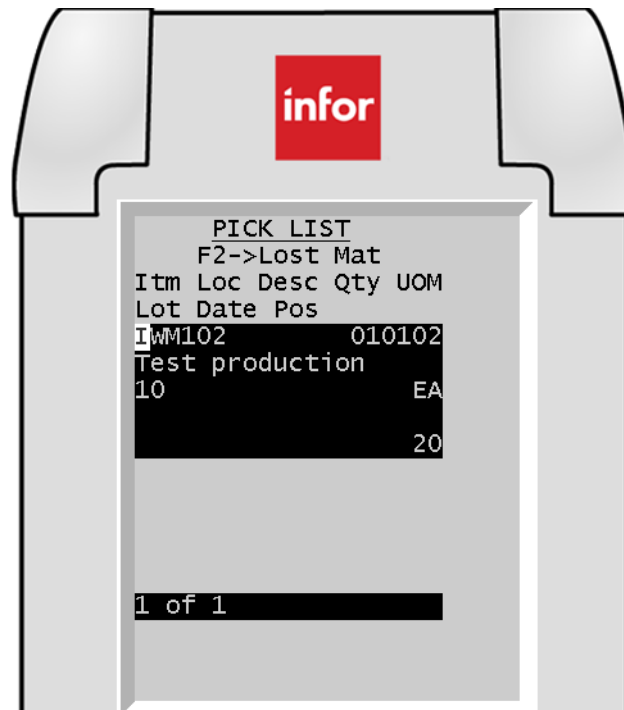 infor
PICK LIST
F2->Lost Mat
Itm Loc Desc Qty UOM
Lot Date Pos
IWM102 010102
Test production
10 EA
20
1 of 1